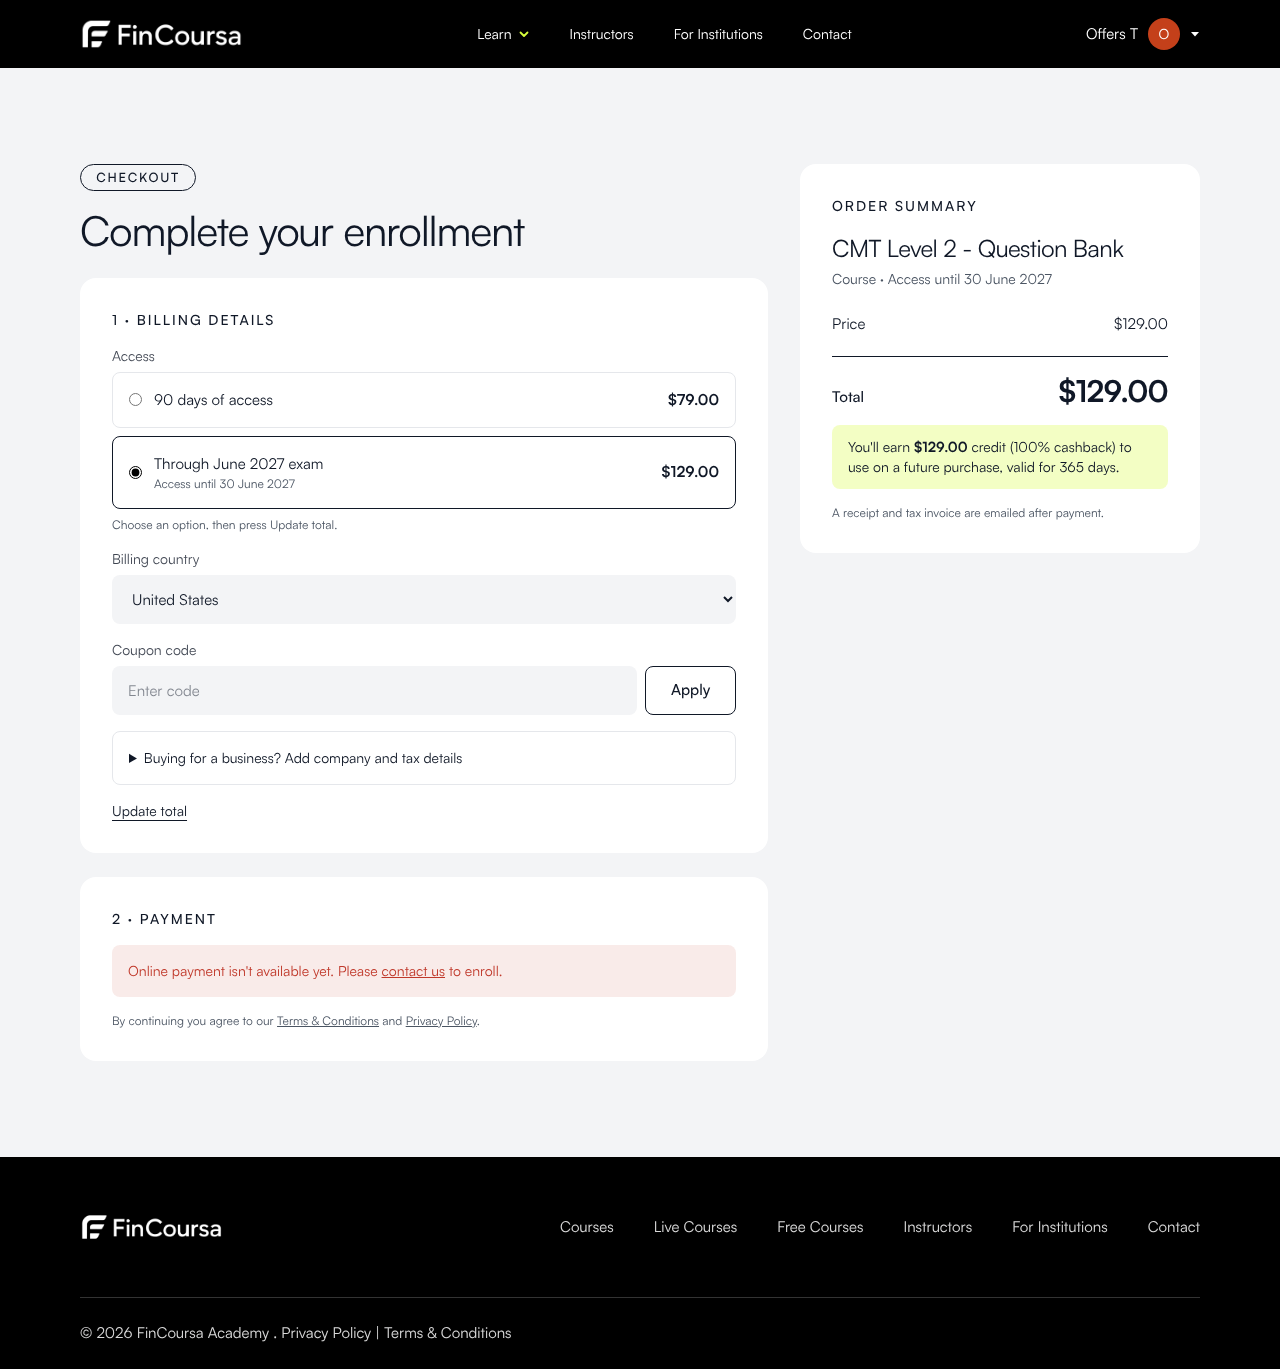 FinCoursa
Learn
Instructors
For Institutions
Contact
Offers T
O
CHECKOUT
Complete your enrollment
1 · BILLING DETAILS
Access
90 days of access
$79.00
Through June 2027 exam
Access until 30 June 2027
$129.00
Choose an option, then press Update total.
Billing country
United States
Coupon code
Enter code
Apply
Buying for a business? Add company and tax details
Update total
2 · PAYMENT
Online payment isn't available yet. Please contact us to enroll.
By continuing you agree to our Terms & Conditions and Privacy Policy.
ORDER SUMMARY
CMT Level 2 - Question Bank
Course · Access until 30 June 2027
Price
$129.00
Total
$129.00
You'll earn $129.00 credit (100% cashback) to
use on a future purchase, valid for 365 days.
A receipt and tax invoice are emailed after payment.
FinCoursa
Courses
Live Courses
Free Courses
Instructors
For Institutions
Contact
© 2026 FinCoursa Academy . Privacy Policy | Terms & Conditions